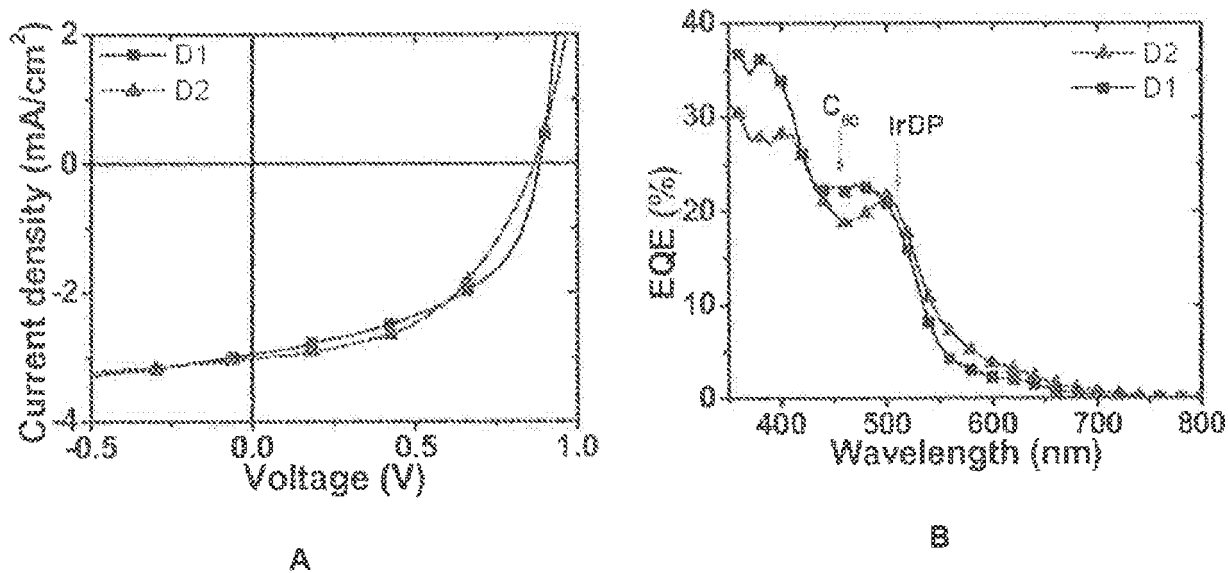 D1
D2
2
0
-2
-4
Current density (mA/cm²)
-0.5
0.0
0.5
1.0
Voltage (V)
A
D2
D1
C₆₀
IrDP
40
30
20
10
0
EQE (%)
400
500
600
700
800
Wavelength (nm)
B